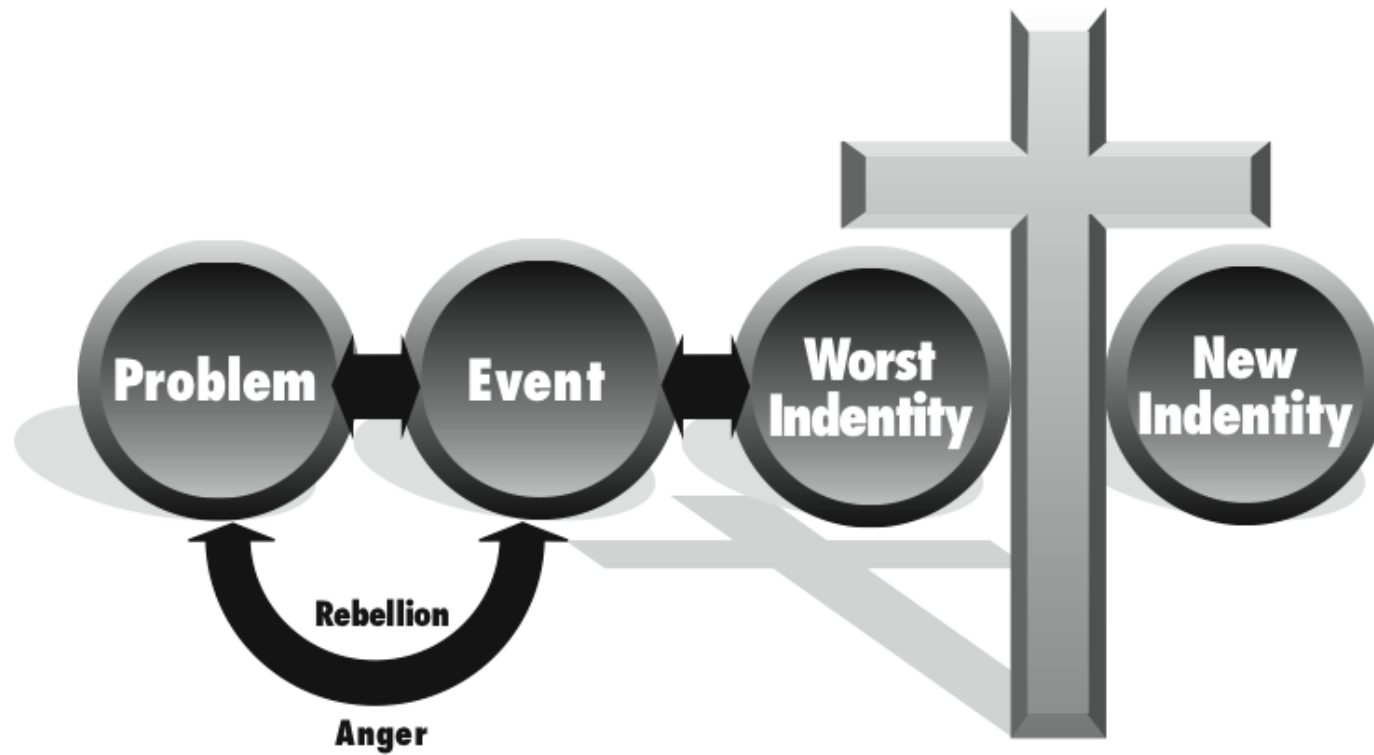 Problem
Event
Worst
Indentity
New
Indentity
Rebellion
Anger